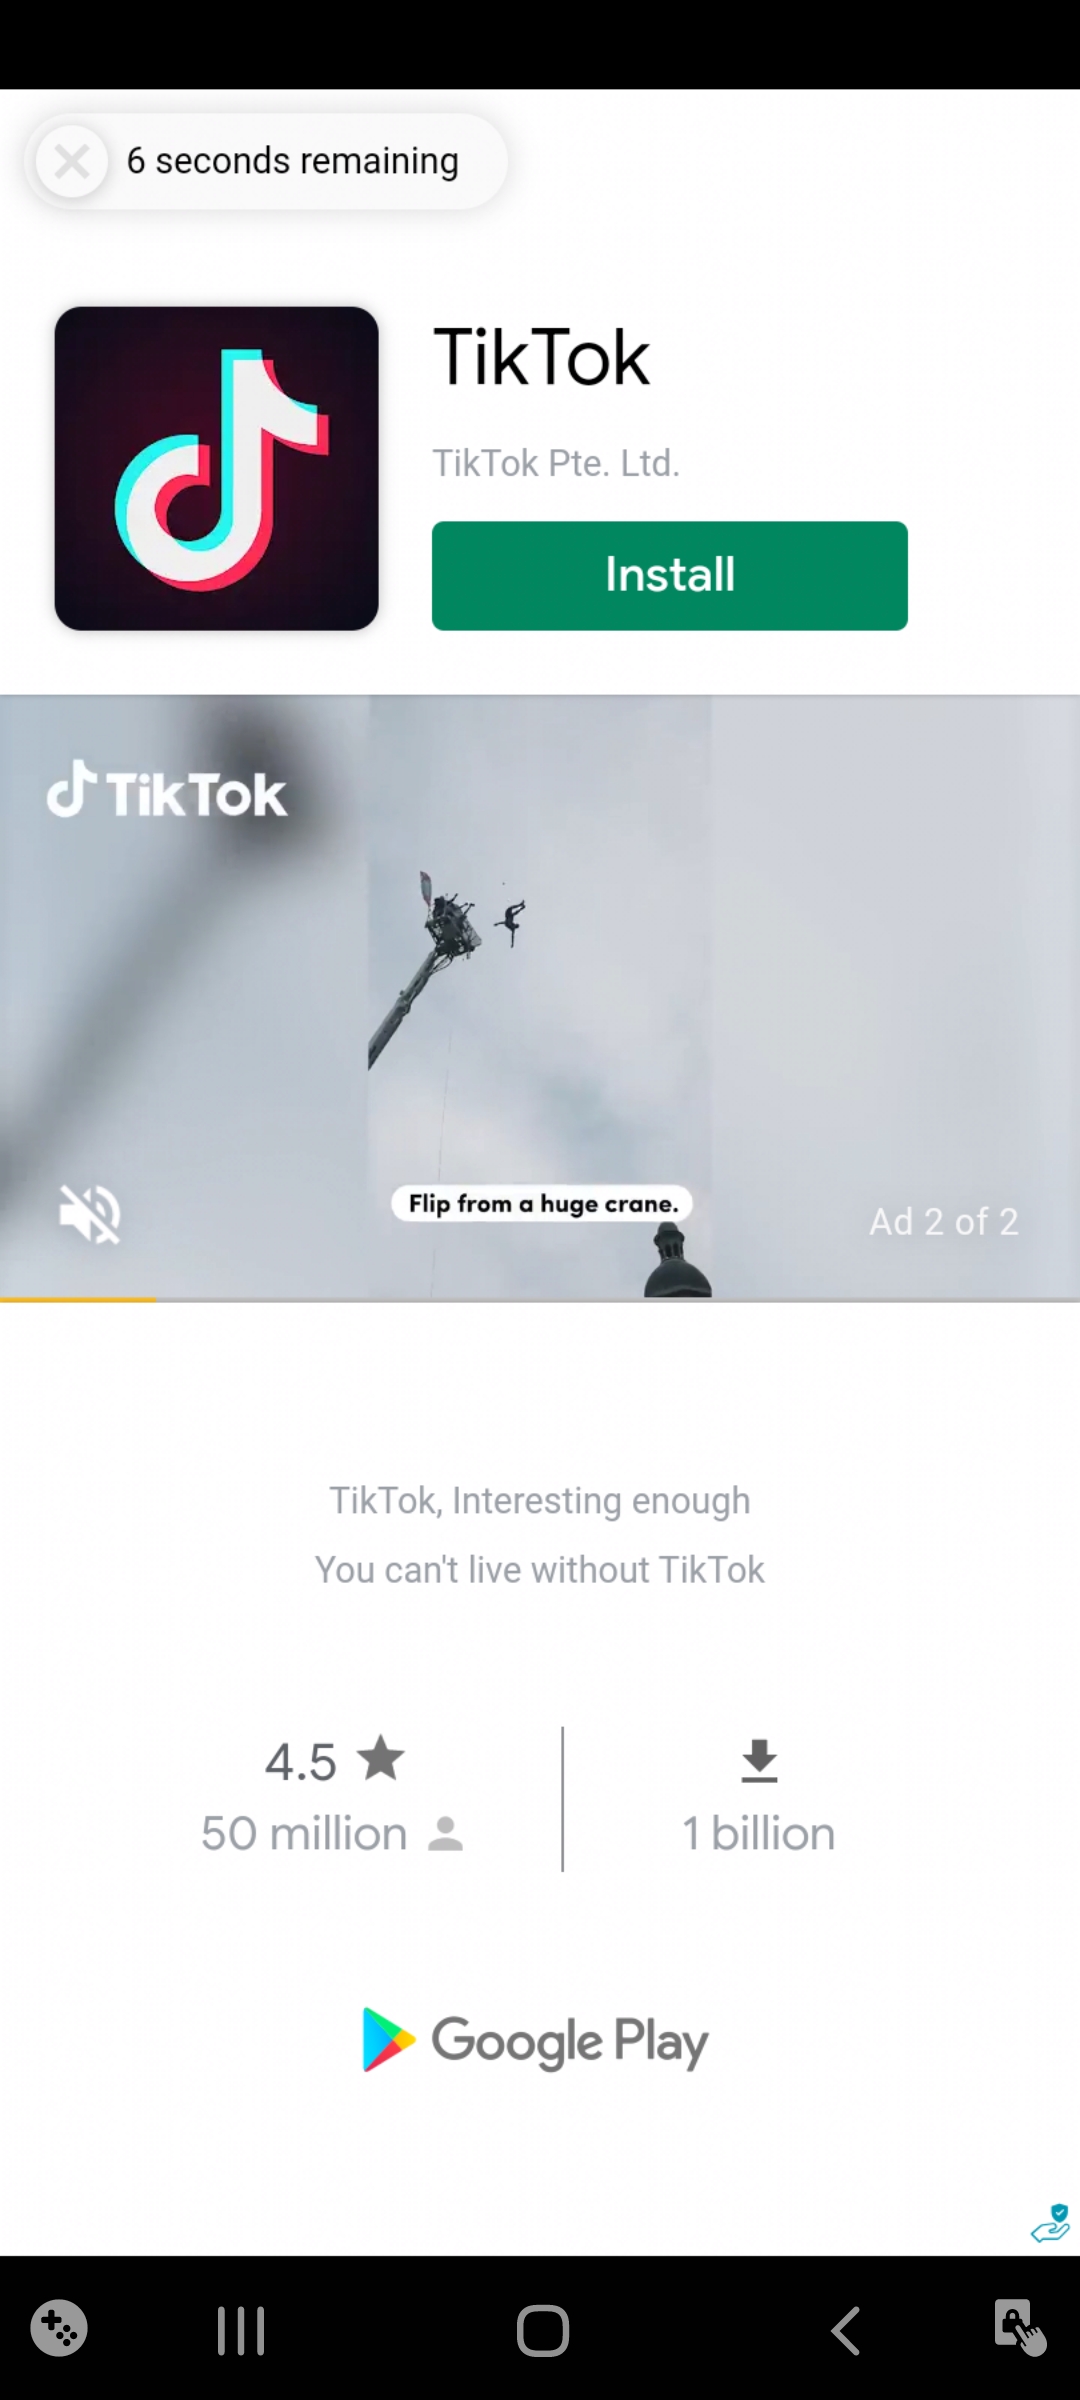 6 seconds remaining
TikTok
TikTok Pte. Ltd.
Install
TikTok
Flip from a huge crane.
Ad 2 of 2
TikTok, Interesting enough
You can't live without TikTok
4.5
50 million
1 billion
Google Play